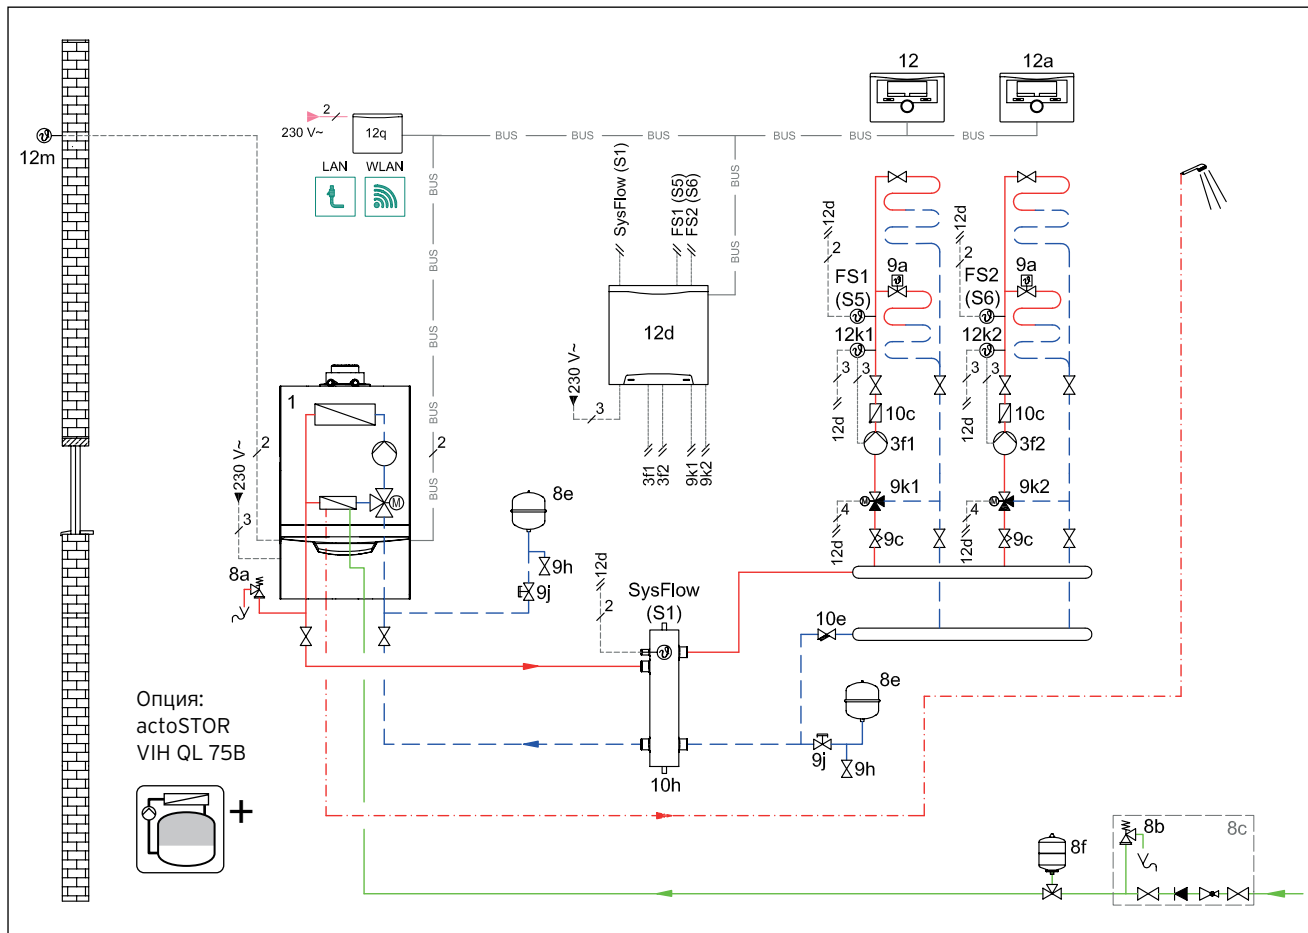 12
12a
2
230 V~
12q
BUS
BUS
BUS
BUS
BUS
BUS
12m
LAN
WLAN
BUS
BUS
BUS
SysFlow (S1)
FS1 (S5)
FS2 (S6)
12d
2
12d
2
9a
9a
FS1
(S5)
FS2
(S6)
12k1
12k2
12d
230 V~
3
3
3
3
3
12d
12d
10c
10c
3f1
3f2
3f1
3f2
9k1
9k2
1
2
2
230 V~
3
BUS
8e
9k1
9k2
4
4
12d
12d
9c
9c
9h
9j
8a
12d
2
SysFlow
(S1)
10e
8e
9j
9h
10h
Опция:
actoSTOR
VIH QL 75B
+
8f
8b
8c
M